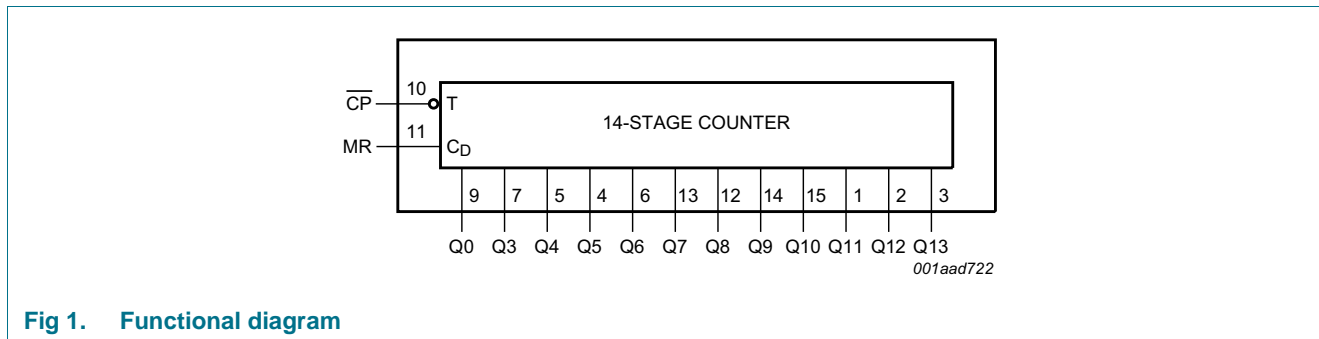 10
CP T
14-STAGE COUNTER
11
MR CD
9 7 5 4 6 13 12 14 15 1 2 3
Q0 Q3 Q4 Q5 Q6 Q7 Q8 Q9 Q10 Q11 Q12 Q13
001aad722
Fig 1. Functional diagram